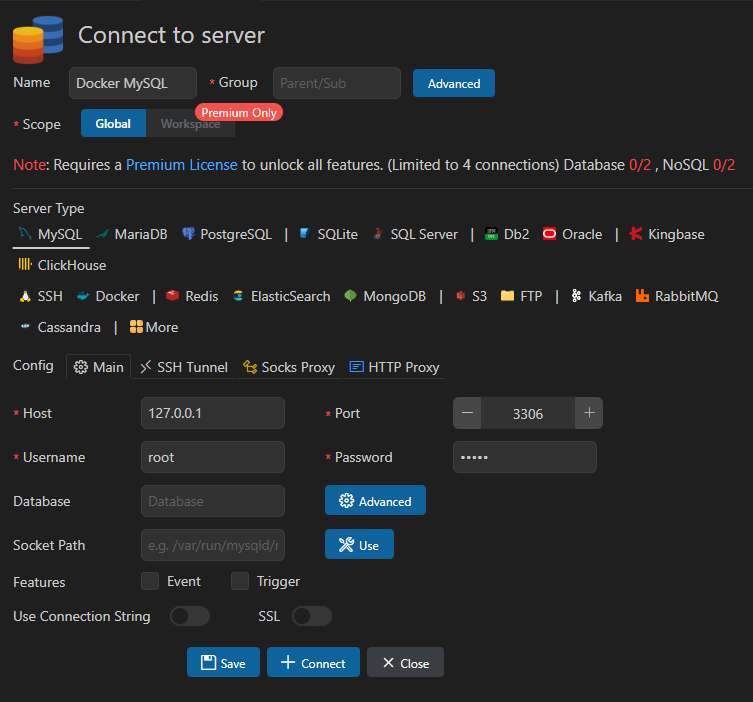 Connect to server
Name Docker MySQL * Group Parent/Sub Advanced
Premium Only
* Scope Global Workspace
Note: Requires a Premium License to unlock all features. (Limited to 4 connections) Database 0/2 , NoSQL 0/2
Server Type
MySQL MariaDB PostgreSQL | SQLite SQL Server | Db2 Oracle | Kingbase
ClickHouse
SSH Docker | Redis ElasticSearch MongoDB | S3 FTP | Kafka RabbitMQ
Cassandra | More
Config Main SSH Tunnel Socks Proxy HTTP Proxy
* Host 127.0.0.1 * Port − 3306 +
* Username root * Password •••••
Database Database Advanced
Socket Path e.g. /var/run/mysqld/ Use
Features Event Trigger
Use Connection String SSL
Save Connect Close